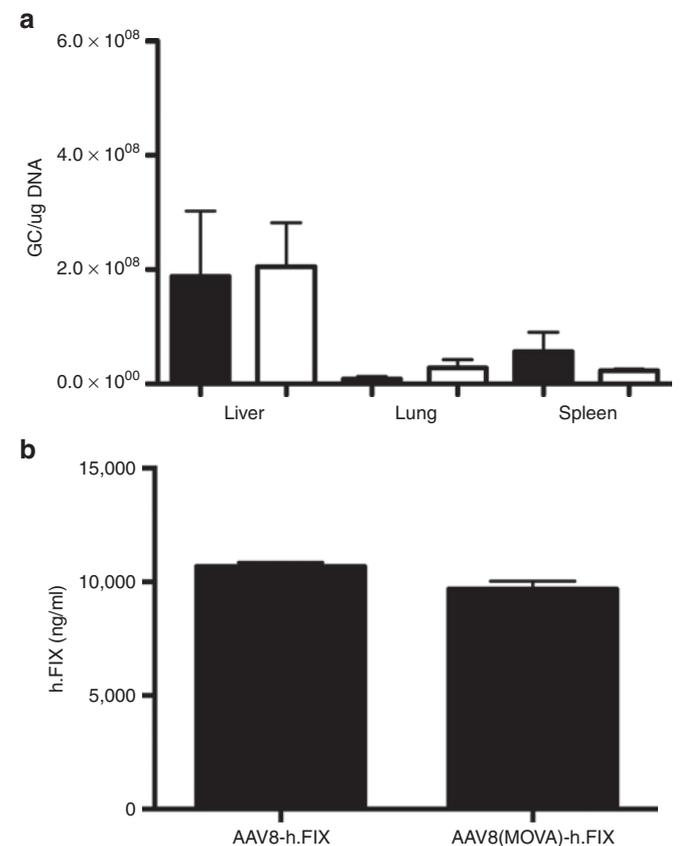 a
6.0 × 10⁰⁸
4.0 × 10⁰⁸
2.0 × 10⁰⁸
0.0 × 10⁰⁰
GC/ug DNA
Liver Lung Spleen
b
15,000
10,000
5,000
0
h.FIX (ng/ml)
AAV8-h.FIX AAV8(MOVA)-h.FIX